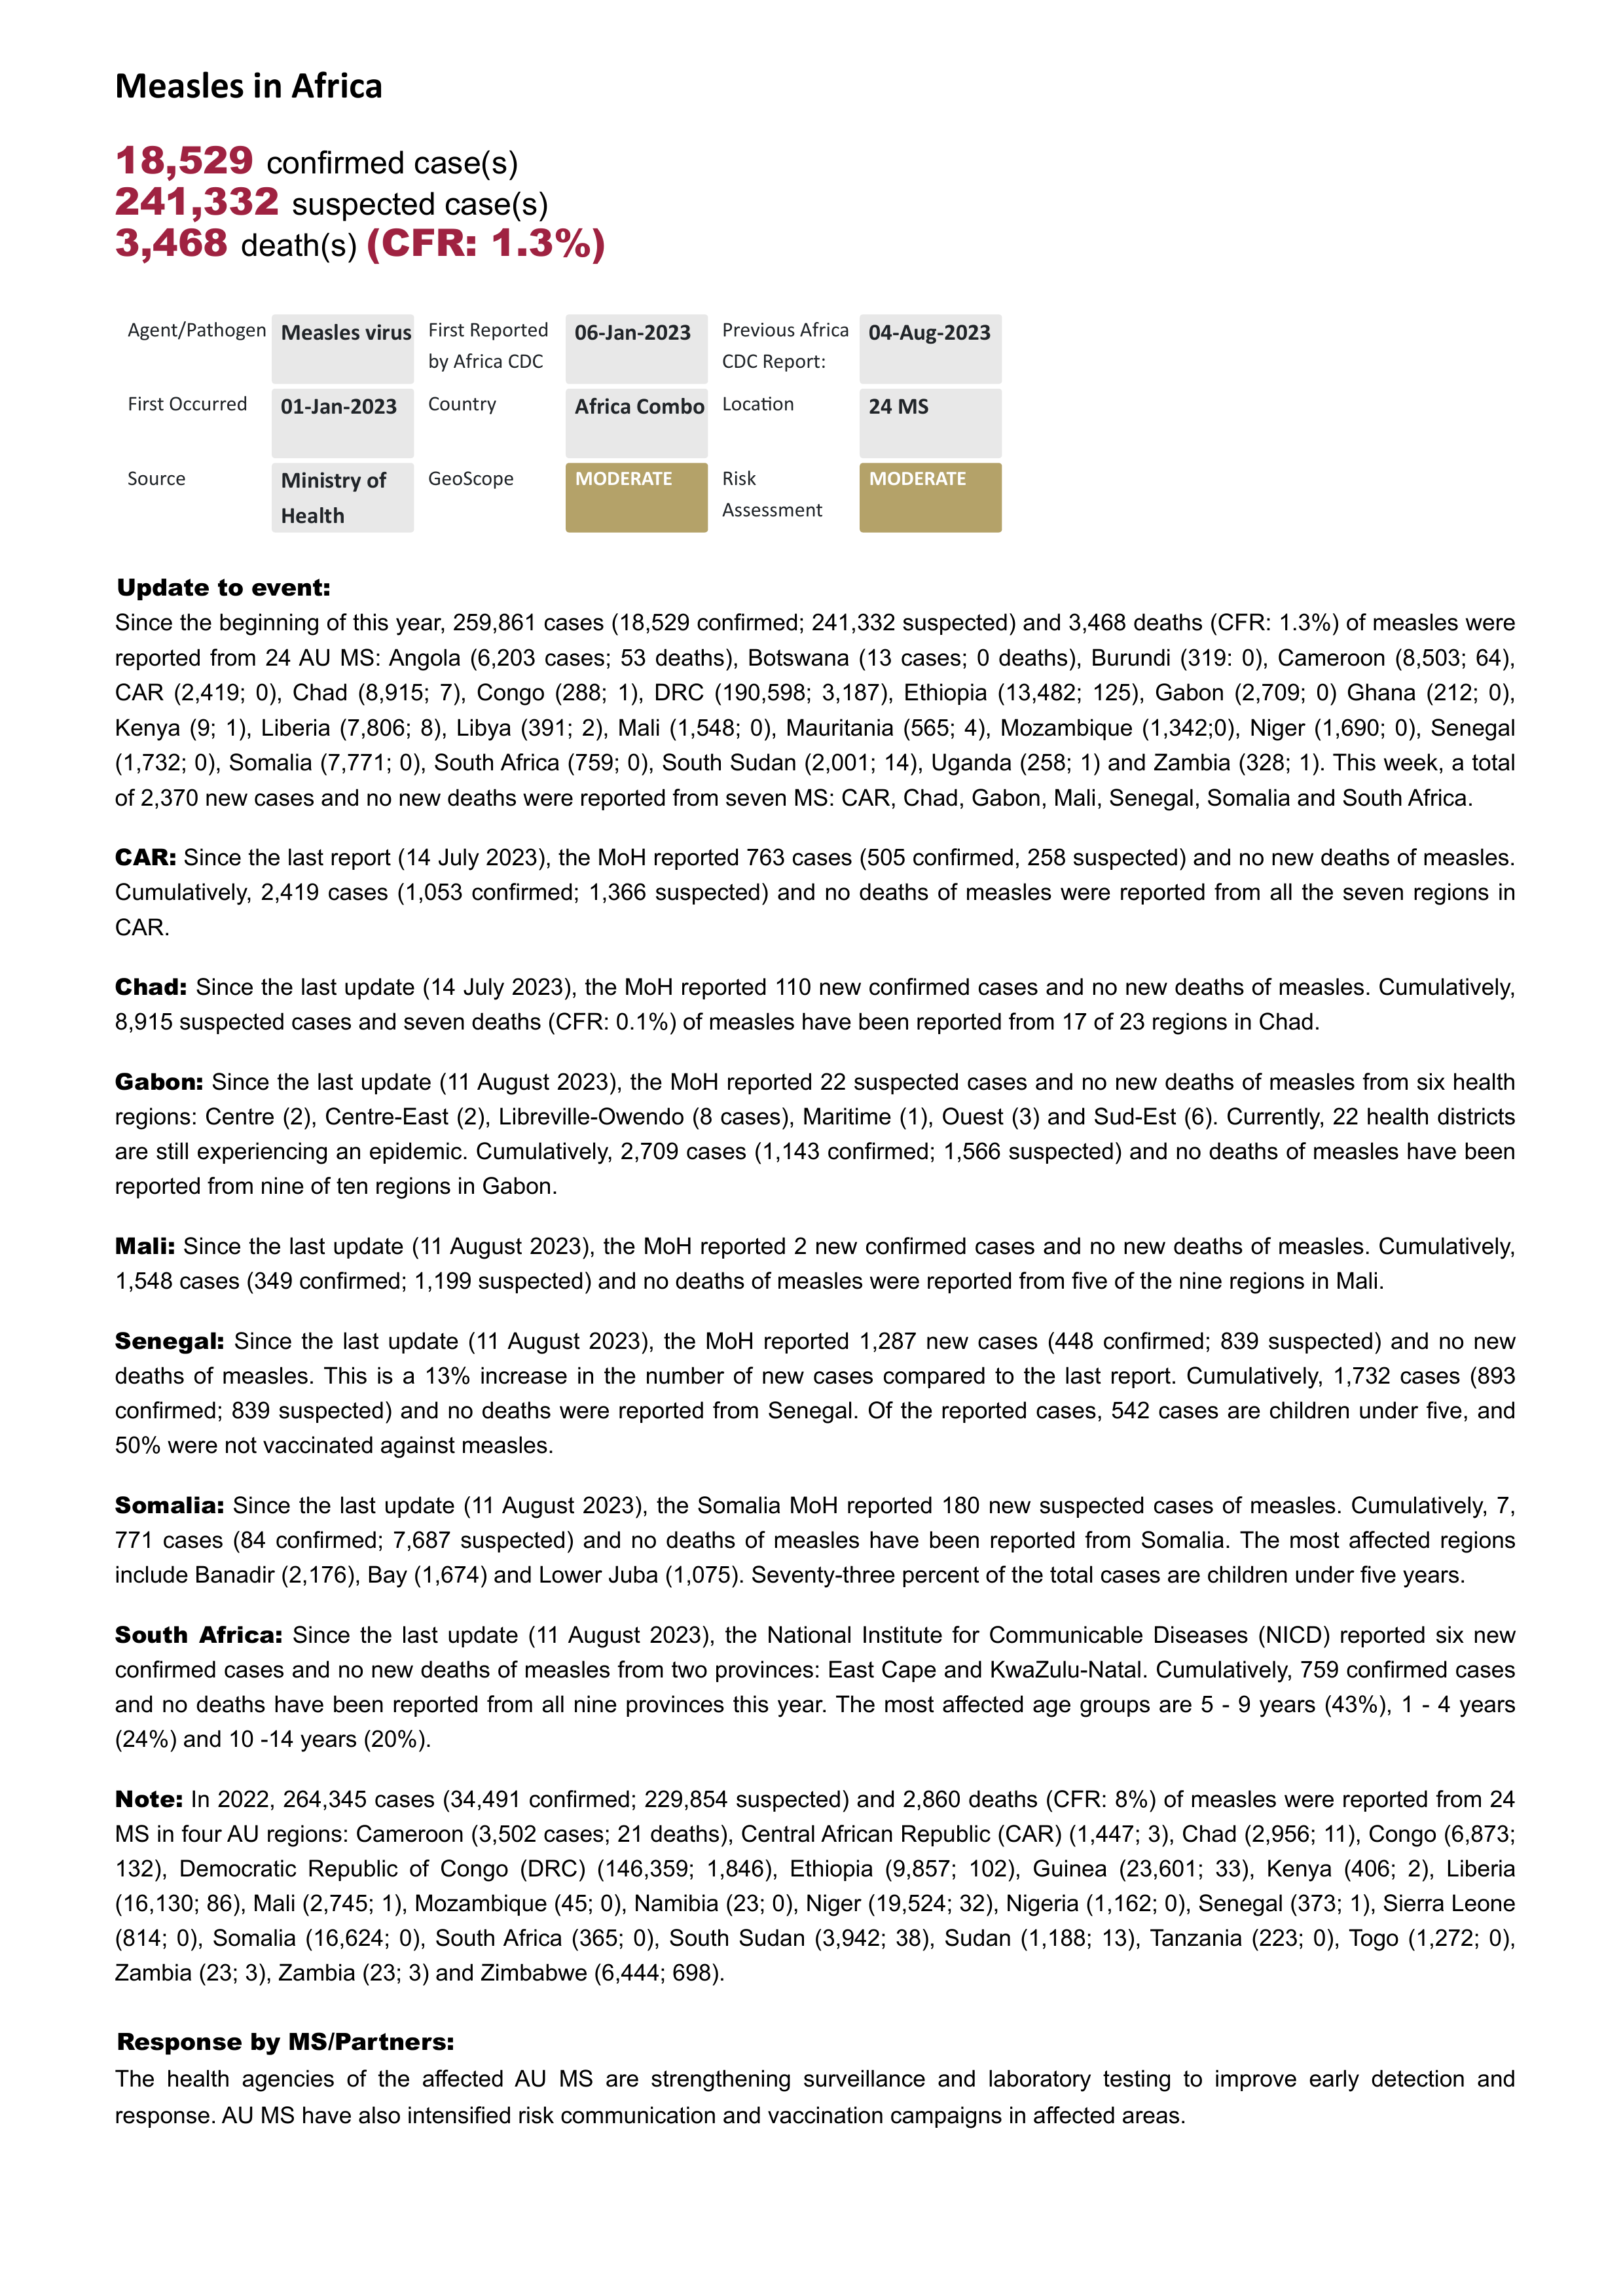 Measles in Africa
18,529 confirmed case(s)
241,332 suspected case(s)
3,468 death(s) (CFR: 1.3%)
Agent/Pathogen Measles virus First Reported by Africa CDC 06-Jan-2023 Previous Africa CDC Report: 04-Aug-2023
First Occurred 01-Jan-2023 Country Africa Combo Location 24 MS
Source Ministry of Health GeoScope MODERATE Risk Assessment MODERATE
Update to event:
Since the beginning of this year, 259,861 cases (18,529 confirmed; 241,332 suspected) and 3,468 deaths (CFR: 1.3%) of measles were
reported from 24 AU MS: Angola (6,203 cases; 53 deaths), Botswana (13 cases; 0 deaths), Burundi (319: 0), Cameroon (8,503; 64),
CAR (2,419; 0), Chad (8,915; 7), Congo (288; 1), DRC (190,598; 3,187), Ethiopia (13,482; 125), Gabon (2,709; 0) Ghana (212; 0),
Kenya (9; 1), Liberia (7,806; 8), Libya (391; 2), Mali (1,548; 0), Mauritania (565; 4), Mozambique (1,342;0), Niger (1,690; 0), Senegal
(1,732; 0), Somalia (7,771; 0), South Africa (759; 0), South Sudan (2,001; 14), Uganda (258; 1) and Zambia (328; 1). This week, a total
of 2,370 new cases and no new deaths were reported from seven MS: CAR, Chad, Gabon, Mali, Senegal, Somalia and South Africa.
CAR: Since the last report (14 July 2023), the MoH reported 763 cases (505 confirmed, 258 suspected) and no new deaths of measles.
Cumulatively, 2,419 cases (1,053 confirmed; 1,366 suspected) and no deaths of measles were reported from all the seven regions in
CAR.
Chad: Since the last update (14 July 2023), the MoH reported 110 new confirmed cases and no new deaths of measles. Cumulatively,
8,915 suspected cases and seven deaths (CFR: 0.1%) of measles have been reported from 17 of 23 regions in Chad.
Gabon: Since the last update (11 August 2023), the MoH reported 22 suspected cases and no new deaths of measles from six health
regions: Centre (2), Centre-East (2), Libreville-Owendo (8 cases), Maritime (1), Ouest (3) and Sud-Est (6). Currently, 22 health districts
are still experiencing an epidemic. Cumulatively, 2,709 cases (1,143 confirmed; 1,566 suspected) and no deaths of measles have been
reported from nine of ten regions in Gabon.
Mali: Since the last update (11 August 2023), the MoH reported 2 new confirmed cases and no new deaths of measles. Cumulatively,
1,548 cases (349 confirmed; 1,199 suspected) and no deaths of measles were reported from five of the nine regions in Mali.
Senegal: Since the last update (11 August 2023), the MoH reported 1,287 new cases (448 confirmed; 839 suspected) and no new
deaths of measles. This is a 13% increase in the number of new cases compared to the last report. Cumulatively, 1,732 cases (893
confirmed; 839 suspected) and no deaths were reported from Senegal. Of the reported cases, 542 cases are children under five, and
50% were not vaccinated against measles.
Somalia: Since the last update (11 August 2023), the Somalia MoH reported 180 new suspected cases of measles. Cumulatively, 7,
771 cases (84 confirmed; 7,687 suspected) and no deaths of measles have been reported from Somalia. The most affected regions
include Banadir (2,176), Bay (1,674) and Lower Juba (1,075). Seventy-three percent of the total cases are children under five years.
South Africa: Since the last update (11 August 2023), the National Institute for Communicable Diseases (NICD) reported six new
confirmed cases and no new deaths of measles from two provinces: East Cape and KwaZulu-Natal. Cumulatively, 759 confirmed cases
and no deaths have been reported from all nine provinces this year. The most affected age groups are 5 - 9 years (43%), 1 - 4 years
(24%) and 10 -14 years (20%).
Note: In 2022, 264,345 cases (34,491 confirmed; 229,854 suspected) and 2,860 deaths (CFR: 8%) of measles were reported from 24
MS in four AU regions: Cameroon (3,502 cases; 21 deaths), Central African Republic (CAR) (1,447; 3), Chad (2,956; 11), Congo (6,873;
132), Democratic Republic of Congo (DRC) (146,359; 1,846), Ethiopia (9,857; 102), Guinea (23,601; 33), Kenya (406; 2), Liberia
(16,130; 86), Mali (2,745; 1), Mozambique (45; 0), Namibia (23; 0), Niger (19,524; 32), Nigeria (1,162; 0), Senegal (373; 1), Sierra Leone
(814; 0), Somalia (16,624; 0), South Africa (365; 0), South Sudan (3,942; 38), Sudan (1,188; 13), Tanzania (223; 0), Togo (1,272; 0),
Zambia (23; 3), Zambia (23; 3) and Zimbabwe (6,444; 698).
Response by MS/Partners:
The health agencies of the affected AU MS are strengthening surveillance and laboratory testing to improve early detection and
response. AU MS have also intensified risk communication and vaccination campaigns in affected areas.